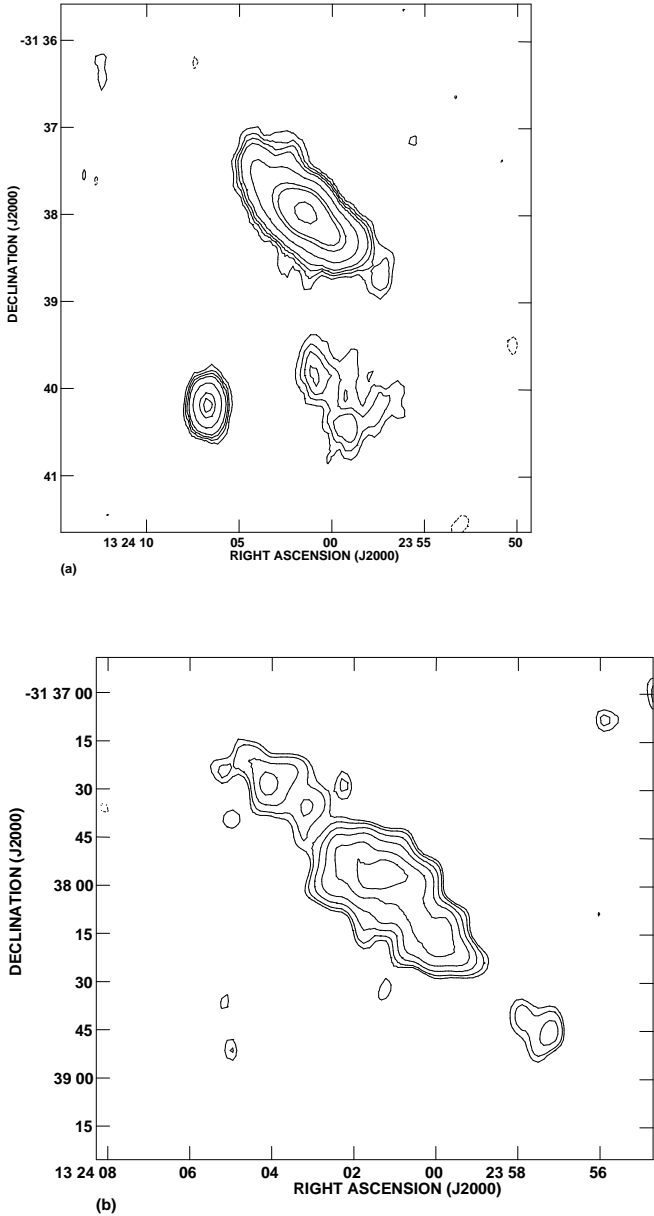 -31 36
37
38
39
40
41
DECLINATION (J2000)
13 24 10
05
00
23 55
50
RIGHT ASCENSION (J2000)
(a)
-31 37 00
15
30
45
38 00
15
30
45
39 00
15
DECLINATION (J2000)
13 24 08
06
04
02
00
23 58
56
RIGHT ASCENSION (J2000)
(b)